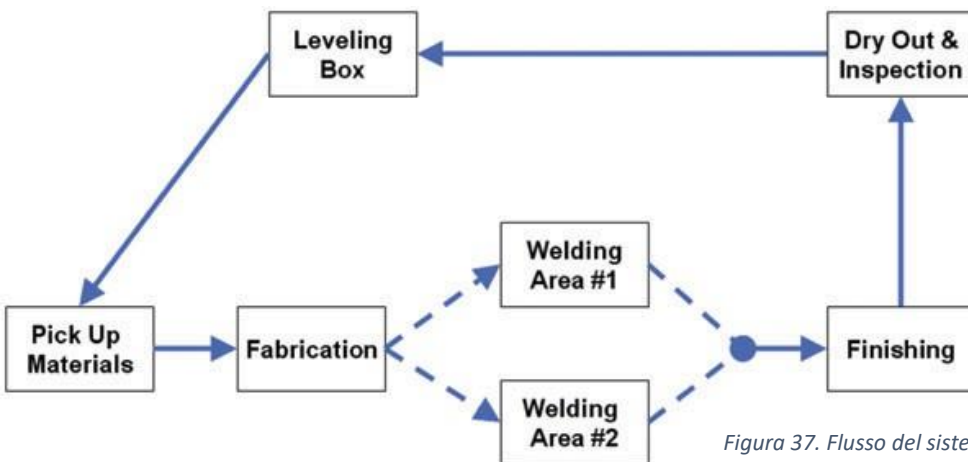 Leveling
Box
Dry Out &
Inspection
Welding
Area #1
Pick Up
Materials
Fabrication
Finishing
Welding
Area #2
Figura 37. Flusso del siste